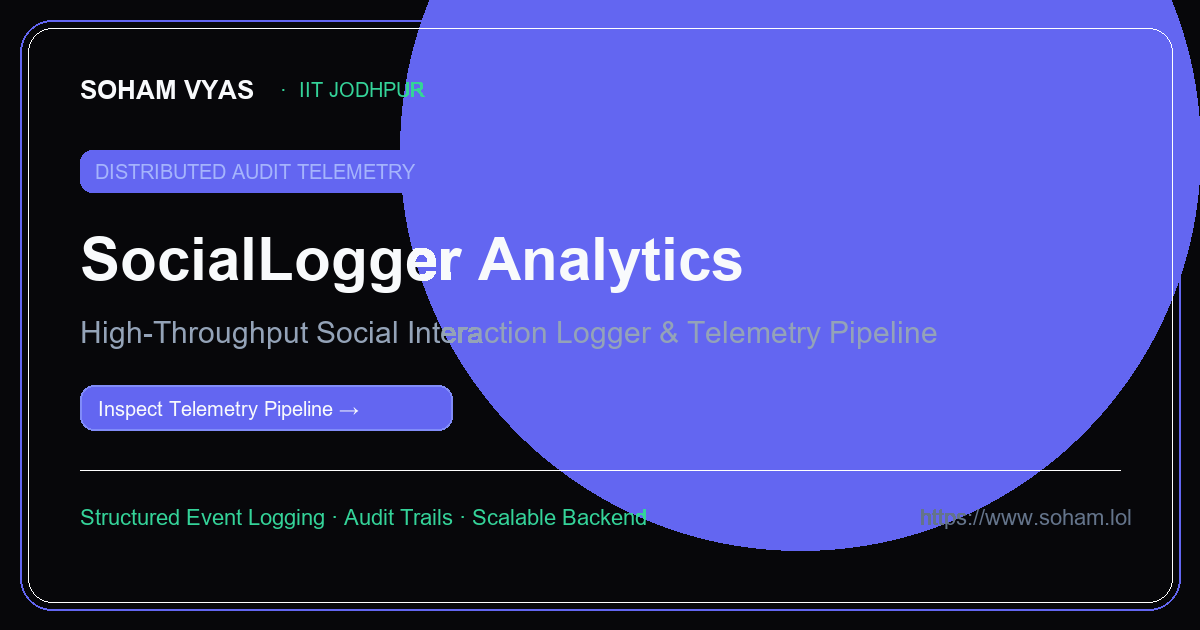 SOHAM VYAS · IIT JODHPUR
DISTRIBUTED AUDIT TELEMETRY
SocialLogger Analytics
High-Throughput Social Interaction Logger & Telemetry Pipeline
Inspect Telemetry Pipeline →
Structured Event Logging · Audit Trails · Scalable Backend
https://www.soham.lol